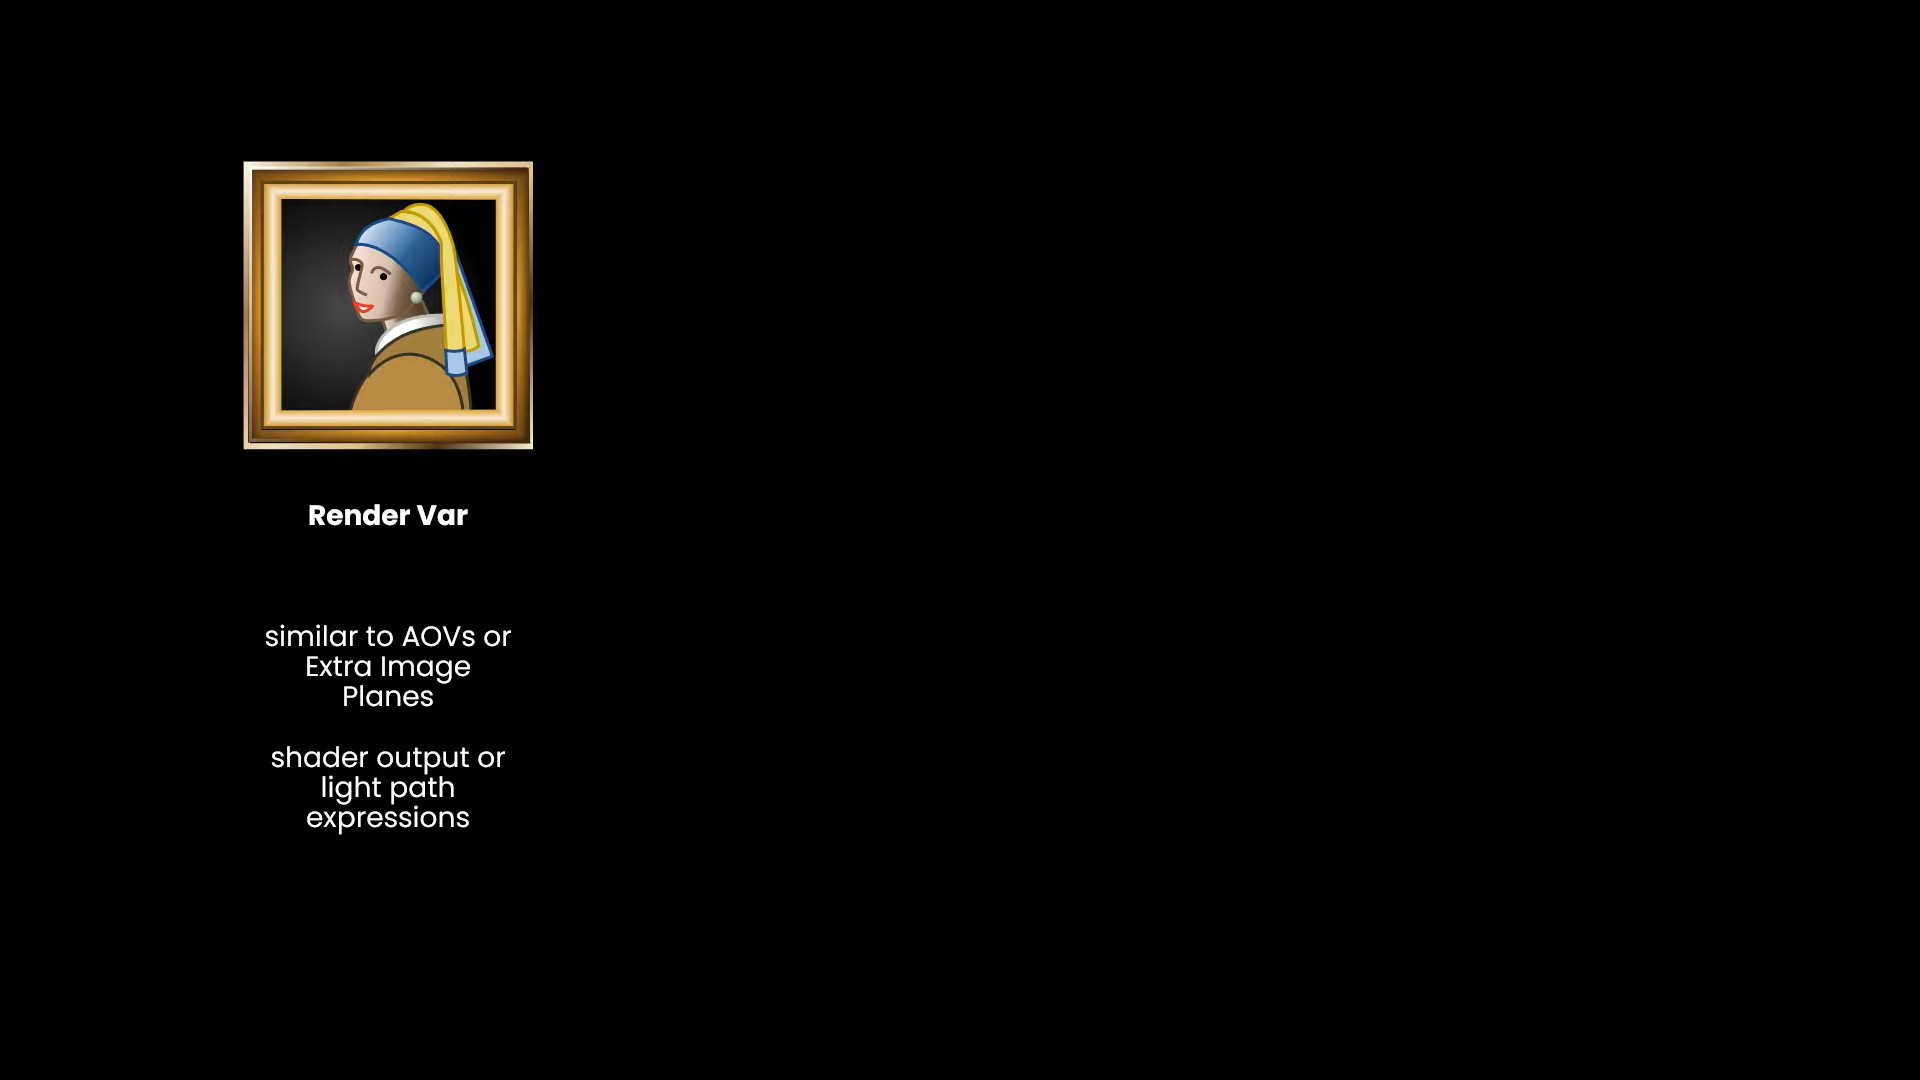 Render Var
similar to AOVs or
Extra Image
Planes
shader output or
light path
expressions